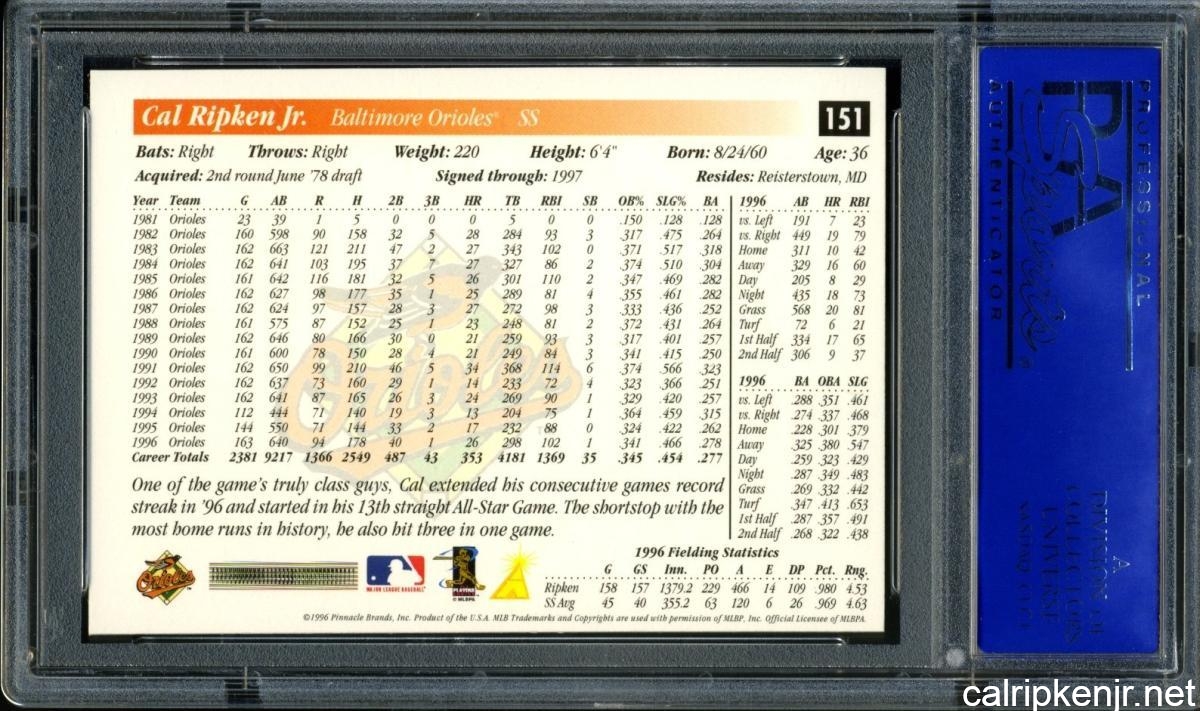 Cal Ripken Jr. Baltimore Orioles® SS 151
Bats: Right Throws: Right Weight: 220 Height: 6'4" Born: 8/24/60 Age: 36
Acquired: 2nd round June '78 draft Signed through: 1997 Resides: Reisterstown, MD
Year Team G AB R H 2B 3B HR TB RBI SB OB% SLG% BA
1981 Orioles 23 39 1 5 0 0 0 5 0 0 .150 .128 .128
1982 Orioles 160 598 90 158 32 5 28 284 93 3 .317 .475 .264
1983 Orioles 162 663 121 211 47 2 27 343 102 0 .371 .517 .318
1984 Orioles 162 641 103 195 37 7 27 327 86 2 .374 .510 .304
1985 Orioles 161 642 116 181 32 5 26 301 110 2 .347 .469 .282
1986 Orioles 162 627 98 177 35 1 25 289 81 4 .355 .461 .282
1987 Orioles 162 624 97 157 28 3 27 272 98 3 .333 .436 .252
1988 Orioles 161 575 87 152 25 1 23 248 81 2 .372 .431 .264
1989 Orioles 162 646 80 166 30 0 21 259 93 3 .317 .401 .257
1990 Orioles 161 600 78 150 28 4 21 249 84 3 .341 .415 .250
1991 Orioles 162 650 99 210 46 5 34 368 114 6 .374 .566 .323
1992 Orioles 162 637 73 160 29 1 14 233 72 4 .323 .366 .251
1993 Orioles 162 641 87 165 26 3 24 269 90 1 .329 .420 .257
1994 Orioles 112 444 71 140 19 3 13 204 75 1 .364 .459 .315
1995 Orioles 144 550 71 144 33 2 17 232 88 0 .324 .422 .262
1996 Orioles 163 640 94 178 40 1 26 298 102 1 .341 .466 .278
Career Totals 2381 9217 1366 2549 487 43 353 4181 1369 35 .345 .454 .277
One of the game's truly class guys, Cal extended his consecutive games record
streak in '96 and started in his 13th straight All-Star Game. The shortstop with the
most home runs in history, he also hit three in one game.
1996 AB HR RBI
vs. Left 191 7 23
vs. Right 449 19 79
Home 311 10 42
Away 329 16 60
Day 205 8 29
Night 435 18 73
Grass 568 20 81
Turf 72 6 21
1st Half 334 17 65
2nd Half 306 9 37
1996 BA OBA SLG
vs. Left .288 .351 .461
vs. Right .274 .337 .468
Home .228 .301 .379
Away .325 .380 .547
Day .259 .323 .429
Night .287 .349 .483
Grass .269 .332 .442
Turf .347 .413 .653
1st Half .287 .357 .491
2nd Half .268 .322 .438
Orioles
Orioles
MAJOR LEAGUE BASEBALL
PLAYERS
© MLBPA
1996 Fielding Statistics
G GS Inn. PO A E DP Pct. Rng.
Ripken 158 157 1379.2 229 466 14 109 .980 4.53
SS Avg 45 40 355.2 63 120 6 26 .969 4.63
©1996 Pinnacle Brands, Inc. Product of the U.S.A. MLB Trademarks and Copyrights are used with permission of MLBP, Inc. Official Licensee of MLBPA.
PROFESSIONAL
PSA
AUTHENTICATOR
A
DIVISION OF
COLLECTORS
UNIVERSE
NASDAQ: CLCT
calripkenjr.net